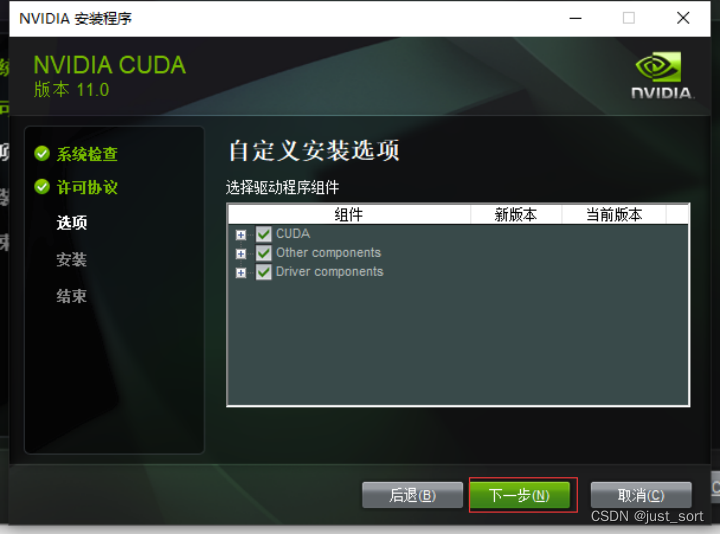 NVIDIA 安装程序
NVIDIA CUDA
版本 11.0
NVIDIA.
系统检查
许可协议
选项
安装
结束
自定义安装选项
选择驱动程序组件
组件 新版本 当前版本
CUDA
Other components
Driver components
后退(B) 下一步(N) 取消(C)
CSDN @just_sort